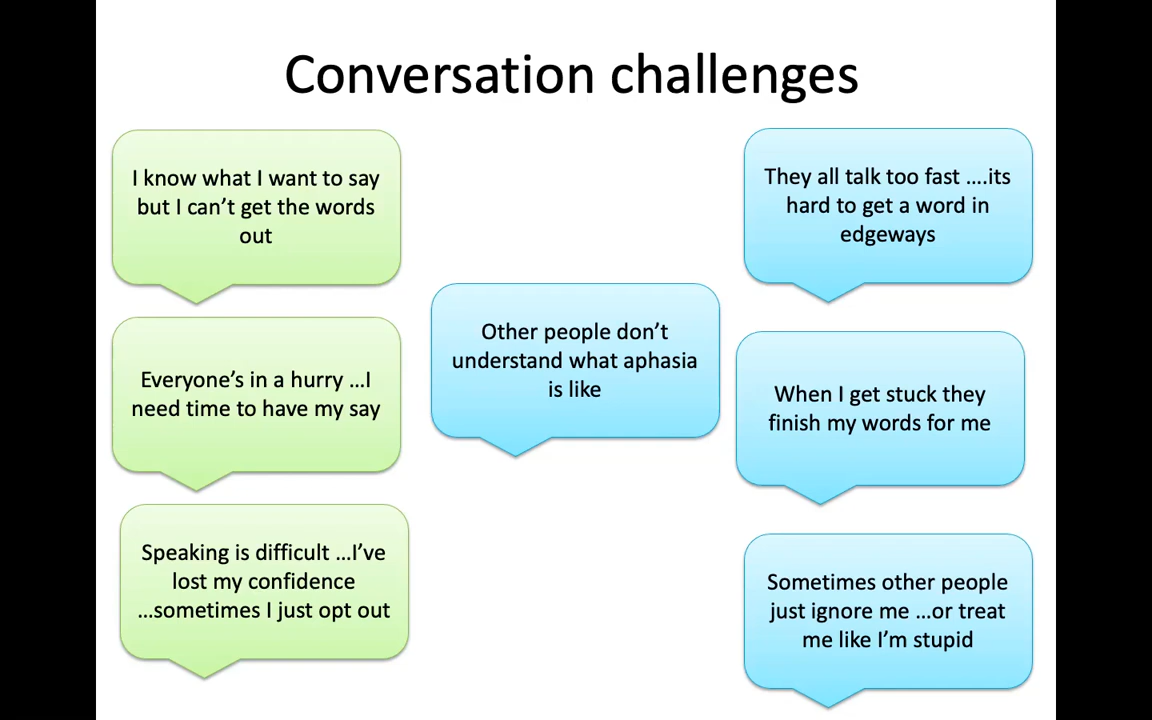 Conversation challenges
I know what I want to say
but I can’t get the words
out
Everyone’s in a hurry …I
need time to have my say
Speaking is difficult …I’ve
lost my confidence
…sometimes I just opt out
Other people don’t
understand what aphasia
is like
They all talk too fast ….its
hard to get a word in
edgeways
When I get stuck they
finish my words for me
Sometimes other people
just ignore me …or treat
me like I’m stupid